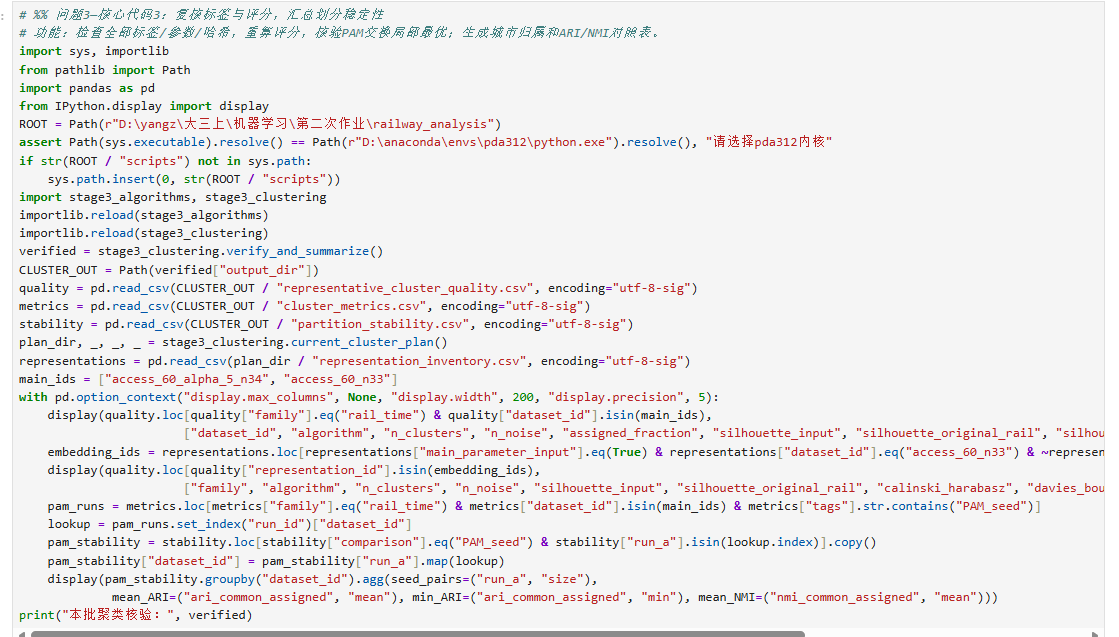 # %% 问题3—核心代码3：复核标签与评分，汇总划分稳定性
# 功能：检查全部标签/参数/哈希，重算评分，核验PAM交换局部最优；生成城市归属和ARI/NMI对照表。
import sys, importlib
from pathlib import Path
import pandas as pd
from IPython.display import display
ROOT = Path(r"D:\yangz\大三上\机器学习\第二次作业\railway_analysis")
assert Path(sys.executable).resolve() == Path(r"D:\anaconda\envs\pda312\python.exe").resolve(), "请选择pda312内核"
if str(ROOT / "scripts") not in sys.path:
    sys.path.insert(0, str(ROOT / "scripts"))
import stage3_algorithms, stage3_clustering
importlib.reload(stage3_algorithms)
importlib.reload(stage3_clustering)
verified = stage3_clustering.verify_and_summarize()
CLUSTER_OUT = Path(verified["output_dir"])
quality = pd.read_csv(CLUSTER_OUT / "representative_cluster_quality.csv", encoding="utf-8-sig")
metrics = pd.read_csv(CLUSTER_OUT / "cluster_metrics.csv", encoding="utf-8-sig")
stability = pd.read_csv(CLUSTER_OUT / "partition_stability.csv", encoding="utf-8-sig")
plan_dir, _, _, _ = stage3_clustering.current_cluster_plan()
representations = pd.read_csv(plan_dir / "representation_inventory.csv", encoding="utf-8-sig")
main_ids = ["access_60_alpha_5_n34", "access_60_n33"]
with pd.option_context("display.max_columns", None, "display.width", 200, "display.precision", 5):
    display(quality.loc[quality["family"].eq("rail_time") & quality["dataset_id"].isin(main_ids),
                       ["dataset_id", "algorithm", "n_clusters", "n_noise", "assigned_fraction", "silhouette_input", "silhouette_original_rail", "silhou
    embedding_ids = representations.loc[representations["main_parameter_input"].eq(True) & representations["dataset_id"].eq("access_60_n33") & ~represen
    display(quality.loc[quality["representation_id"].isin(embedding_ids),
                       ["family", "algorithm", "n_clusters", "n_noise", "silhouette_input", "silhouette_original_rail", "calinski_harabasz", "davies_bou
    pam_runs = metrics.loc[metrics["family"].eq("rail_time") & metrics["dataset_id"].isin(main_ids) & metrics["tags"].str.contains("PAM_seed")]
    lookup = pam_runs.set_index("run_id")["dataset_id"]
    pam_stability = stability.loc[stability["comparison"].eq("PAM_seed") & stability["run_a"].isin(lookup.index)].copy()
    pam_stability["dataset_id"] = pam_stability["run_a"].map(lookup)
    display(pam_stability.groupby("dataset_id").agg(seed_pairs=("run_a", "size"),
            mean_ARI=("ari_common_assigned", "mean"), min_ARI=("ari_common_assigned", "min"), mean_NMI=("nmi_common_assigned", "mean")))
print("本批聚类核验：", verified)